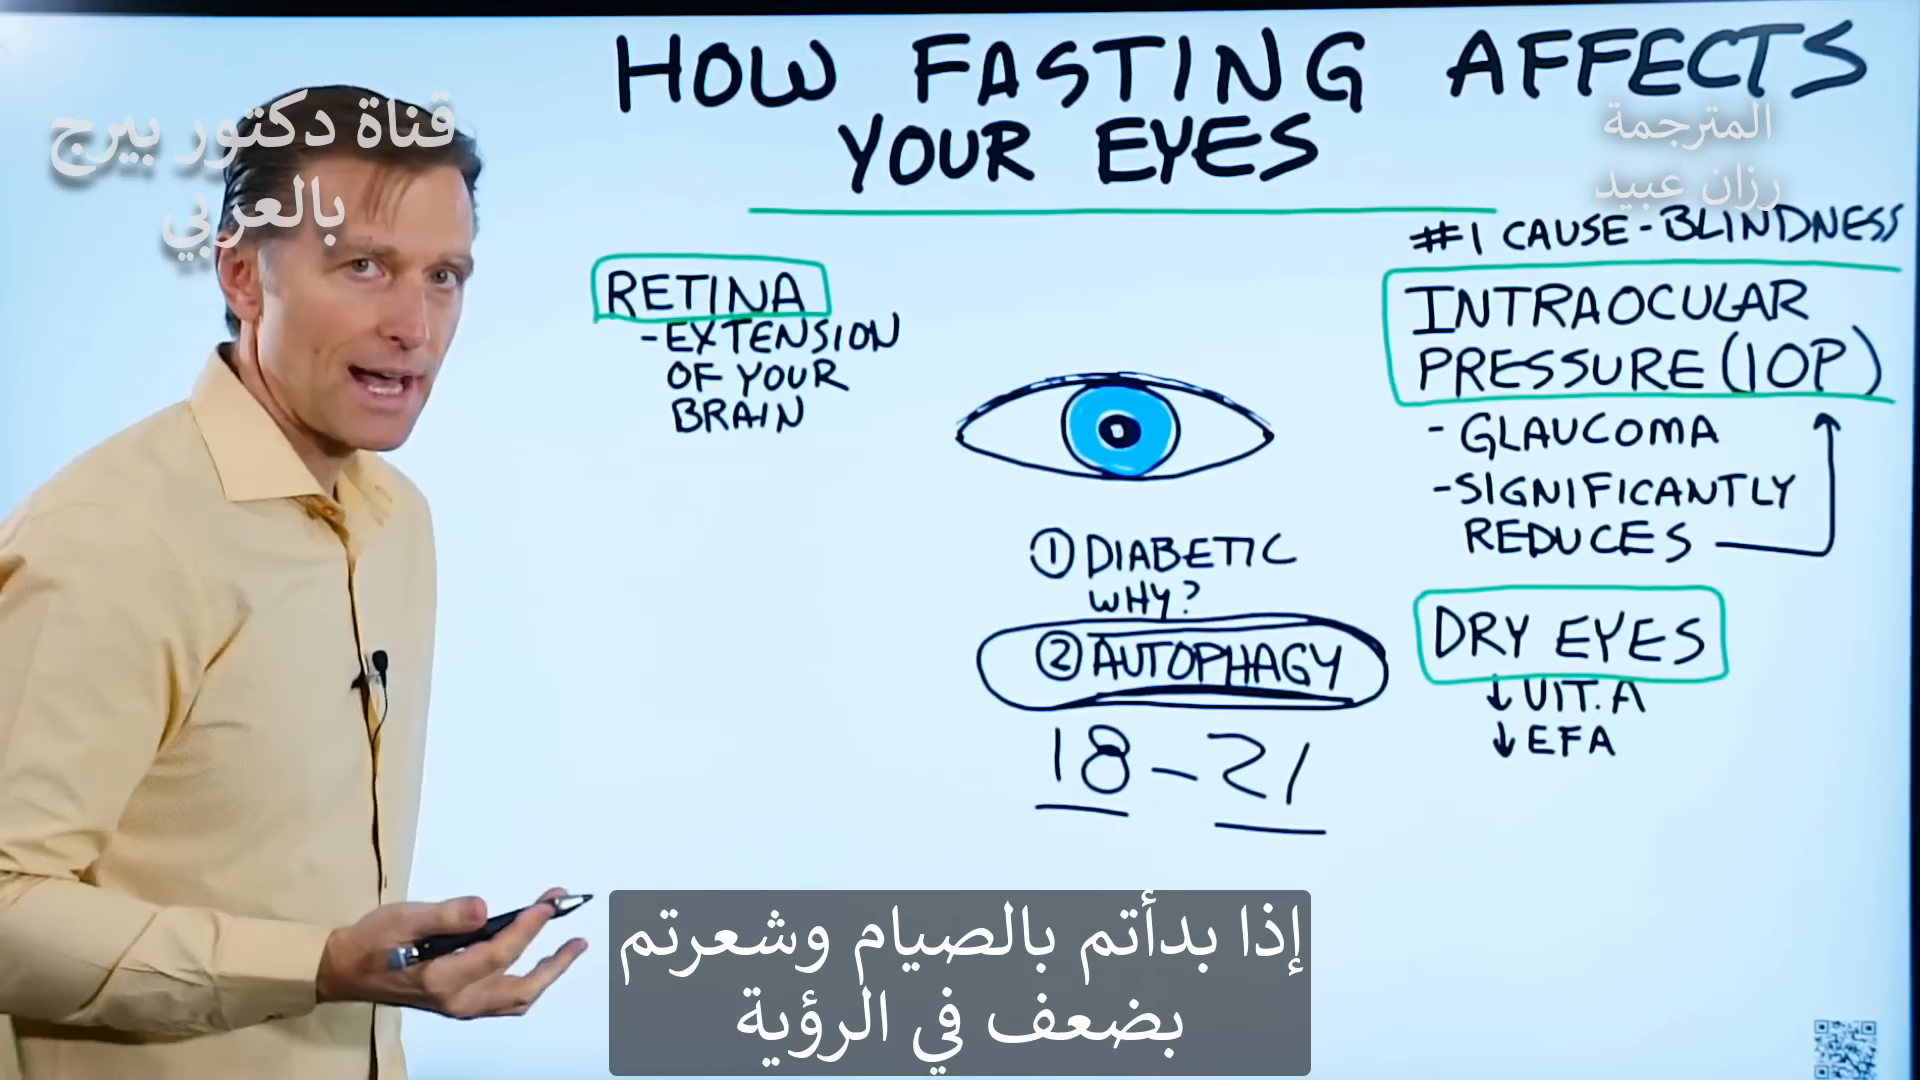 HOW FASTING AFFECTS
YOUR EYES
قناة دكتور بيرج
بالعربي
المترجمة
رزان عبيد
RETINA
-EXTENSION
OF YOUR
BRAIN
#1 CAUSE-BLINDNESS
INTRAOCULAR
PRESSURE (IOP)
- GLAUCOMA
-SIGNIFICANTLY
REDUCES
① DIABETIC
WHY?
② AUTOPHAGY
18-21
DRY EYES
↓ VIT. A
↓ EFA
إذا بدأتم بالصيام وشعرتم
بضعف في الرؤية